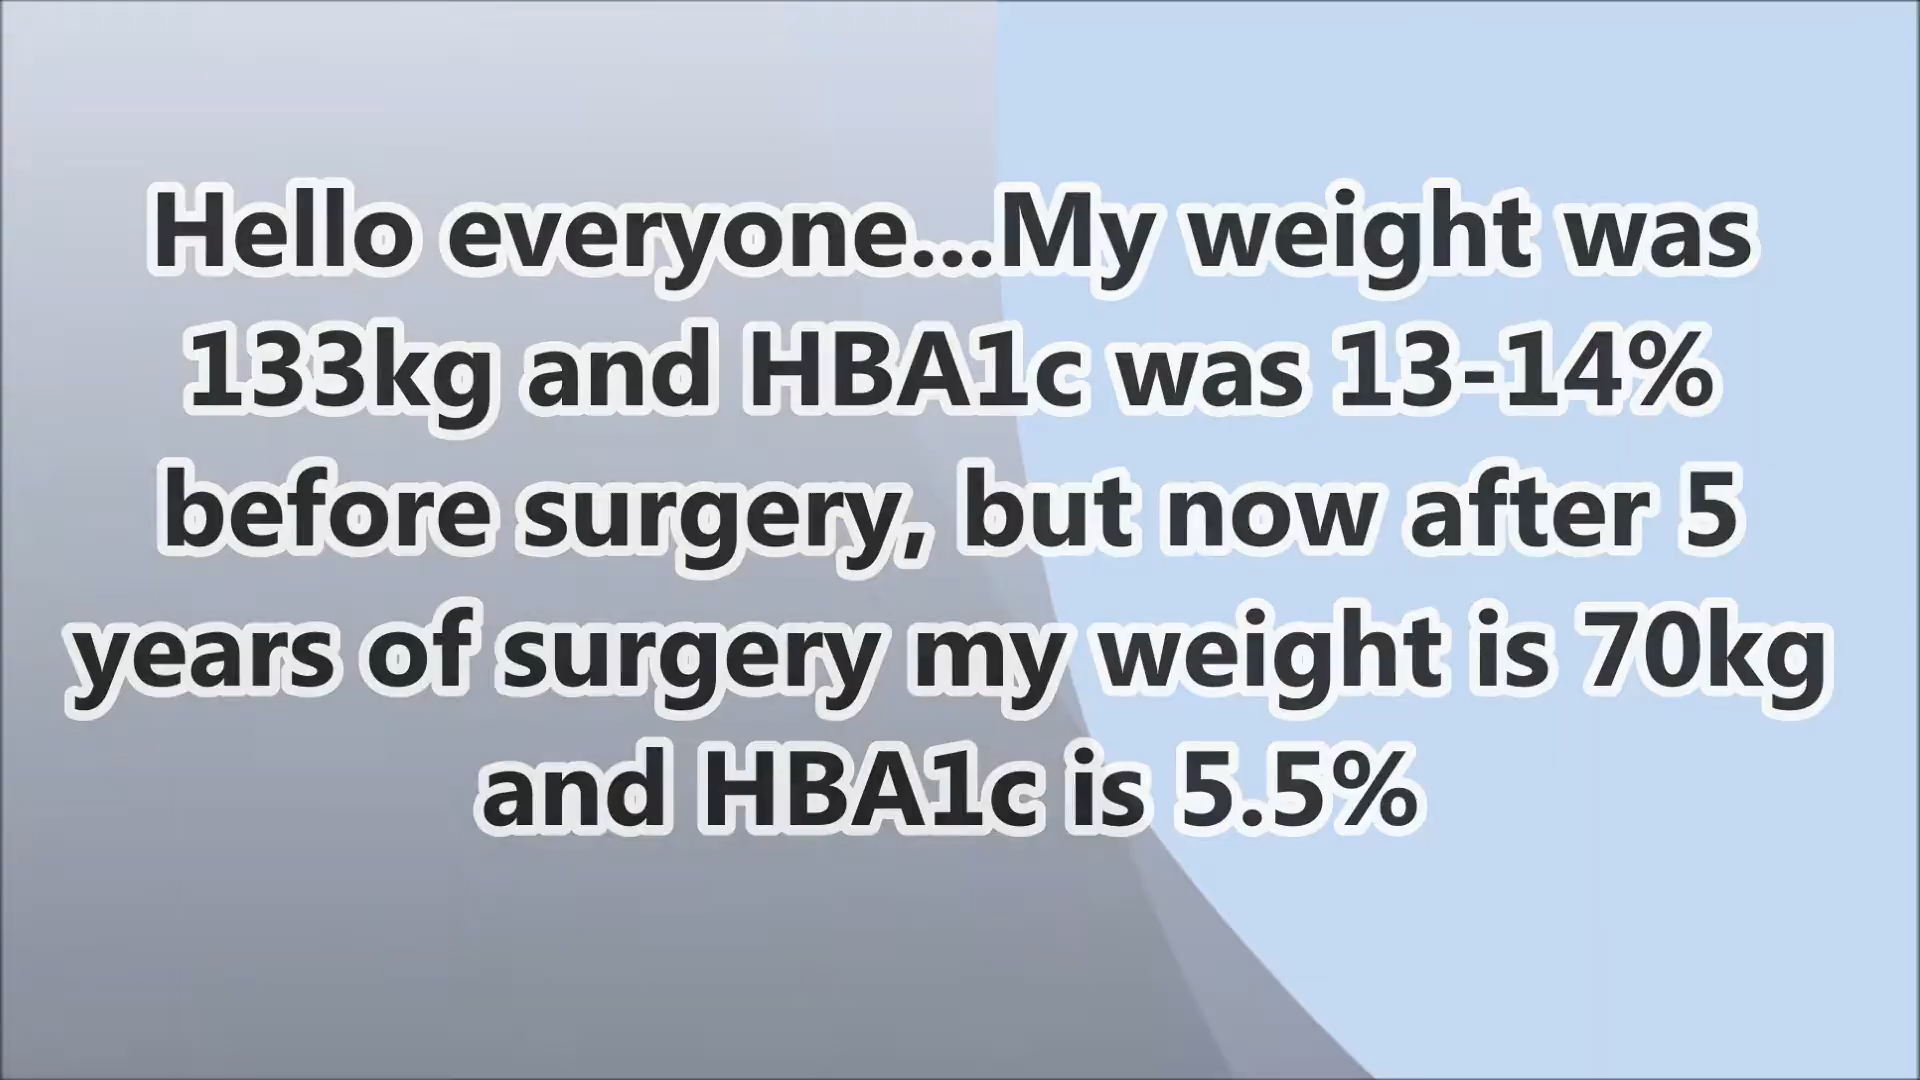 Hello everyone...My weight was
133kg and HBA1c was 13-14%
before surgery, but now after 5
years of surgery my weight is 70kg
and HBA1c is 5.5%